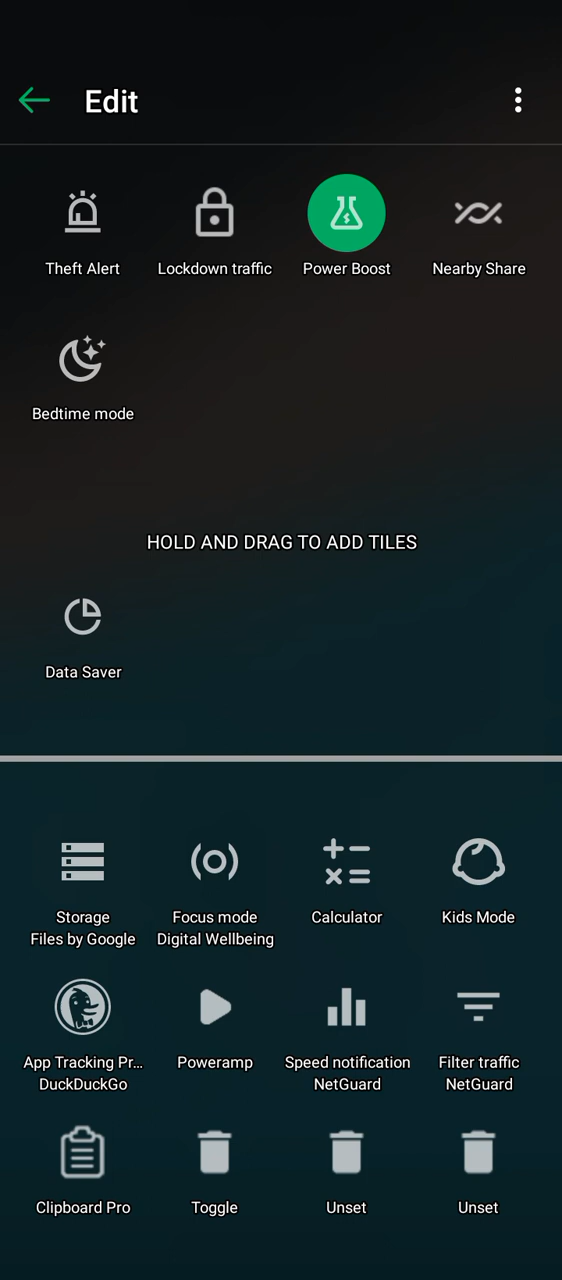 Edit
Theft Alert
Lockdown traffic
Power Boost
Nearby Share
Bedtime mode
HOLD AND DRAG TO ADD TILES
Data Saver
Storage
Files by Google
Focus mode
Digital Wellbeing
Calculator
Kids Mode
App Tracking Pr...
DuckDuckGo
Poweramp
Speed notification
NetGuard
Filter traffic
NetGuard
Clipboard Pro
Toggle
Unset
Unset